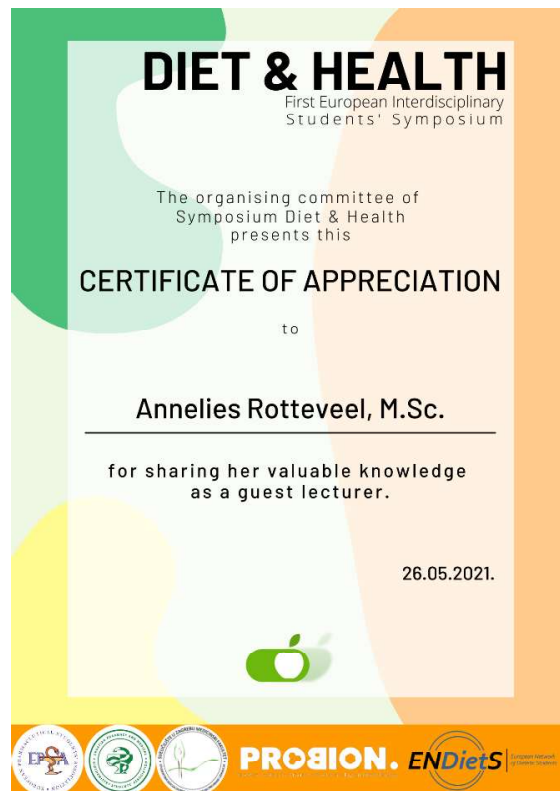 DIET & HEALTH
First European Interdisciplinary
Students' Symposium
The organising committee of
Symposium Diet & Health
presents this
CERTIFICATE OF APPRECIATION
to
Annelies Rotteveel, M.Sc.
for sharing her valuable knowledge
as a guest lecturer.
26.05.2021.
EPSA
PROBION.
ENDietS
European Network
of Dietetic Students